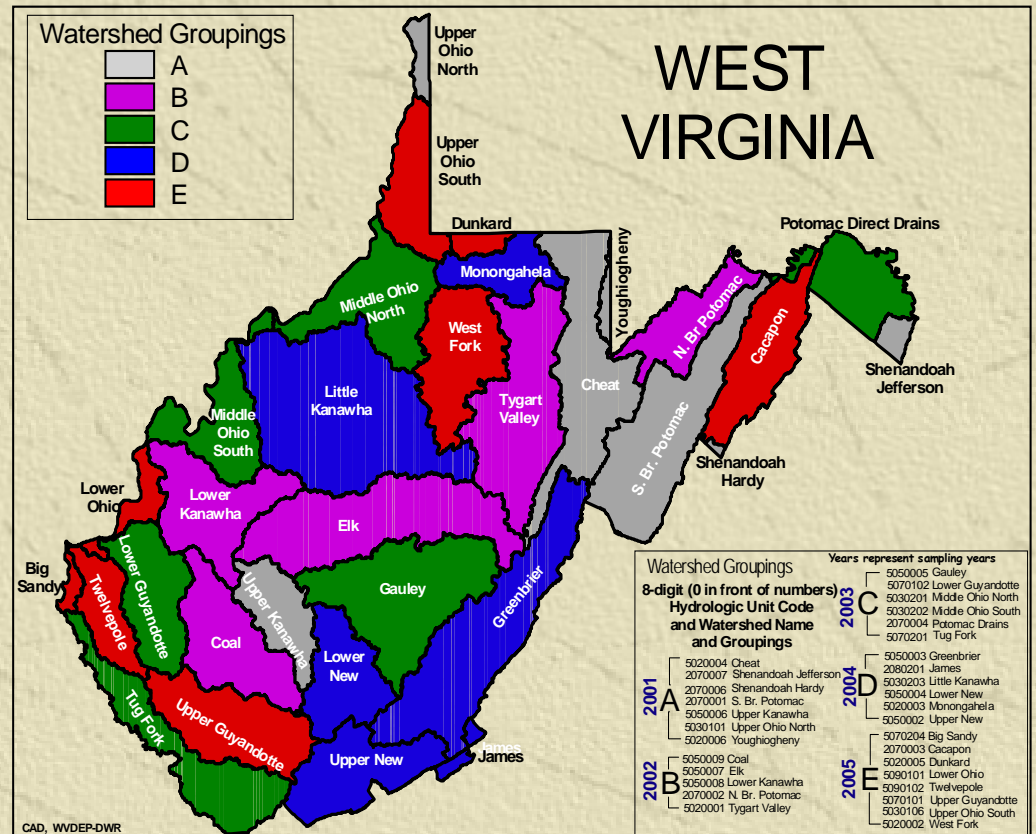 Watershed Groupings
A
B
C
D
E
WEST
VIRGINIA
Upper
Ohio
North
Upper
Ohio
South
Dunkard
Monongahela
Youghiogheny
Potomac Direct Drains
N. Br Potomac
Cacapon
Shenandoah
Jefferson
Shenandoah
Hardy
S. Br. Potomac
Cheat
Tygart
Valley
West
Fork
Middle Ohio
North
Little
Kanawha
Middle
Ohio
South
Lower
Kanawha
Elk
Lower
Ohio
Big
Sandy
Twelvepole
Lower Guyandotte
Coal
Upper Kanawha
Gauley
Greenbrier
Lower
New
Tug Fork
Upper Guyandotte
Upper New
James
James
CAD, WVDEP-DWR
Watershed Groupings
8-digit (0 in front of numbers)
Hydrologic Unit Code
and Watershed Name
and Groupings
2001
A
5020004 Cheat
2070007 Shenandoah Jefferson
2070006 Shenandoah Hardy
2070001 S. Br. Potomac
5050006 Upper Kanawha
5030101 Upper Ohio North
5020006 Youghiogheny
2002
B
5050009 Coal
5050007 Elk
5050008 Lower Kanawha
2070002 N. Br. Potomac
5020001 Tygart Valley
Years represent sampling years
2003
C
5050005 Gauley
5070102 Lower Guyandotte
5030201 Middle Ohio North
5030202 Middle Ohio South
2070004 Potomac Drains
5070201 Tug Fork
2004
D
5050003 Greenbrier
2080201 James
5030203 Little Kanawha
5050004 Lower New
5020003 Monongahela
5050002 Upper New
2005
E
5070204 Big Sandy
2070003 Cacapon
5020005 Dunkard
5090101 Lower Ohio
5090102 Twelvepole
5070101 Upper Guyandotte
5030106 Upper Ohio South
5020002 West Fork